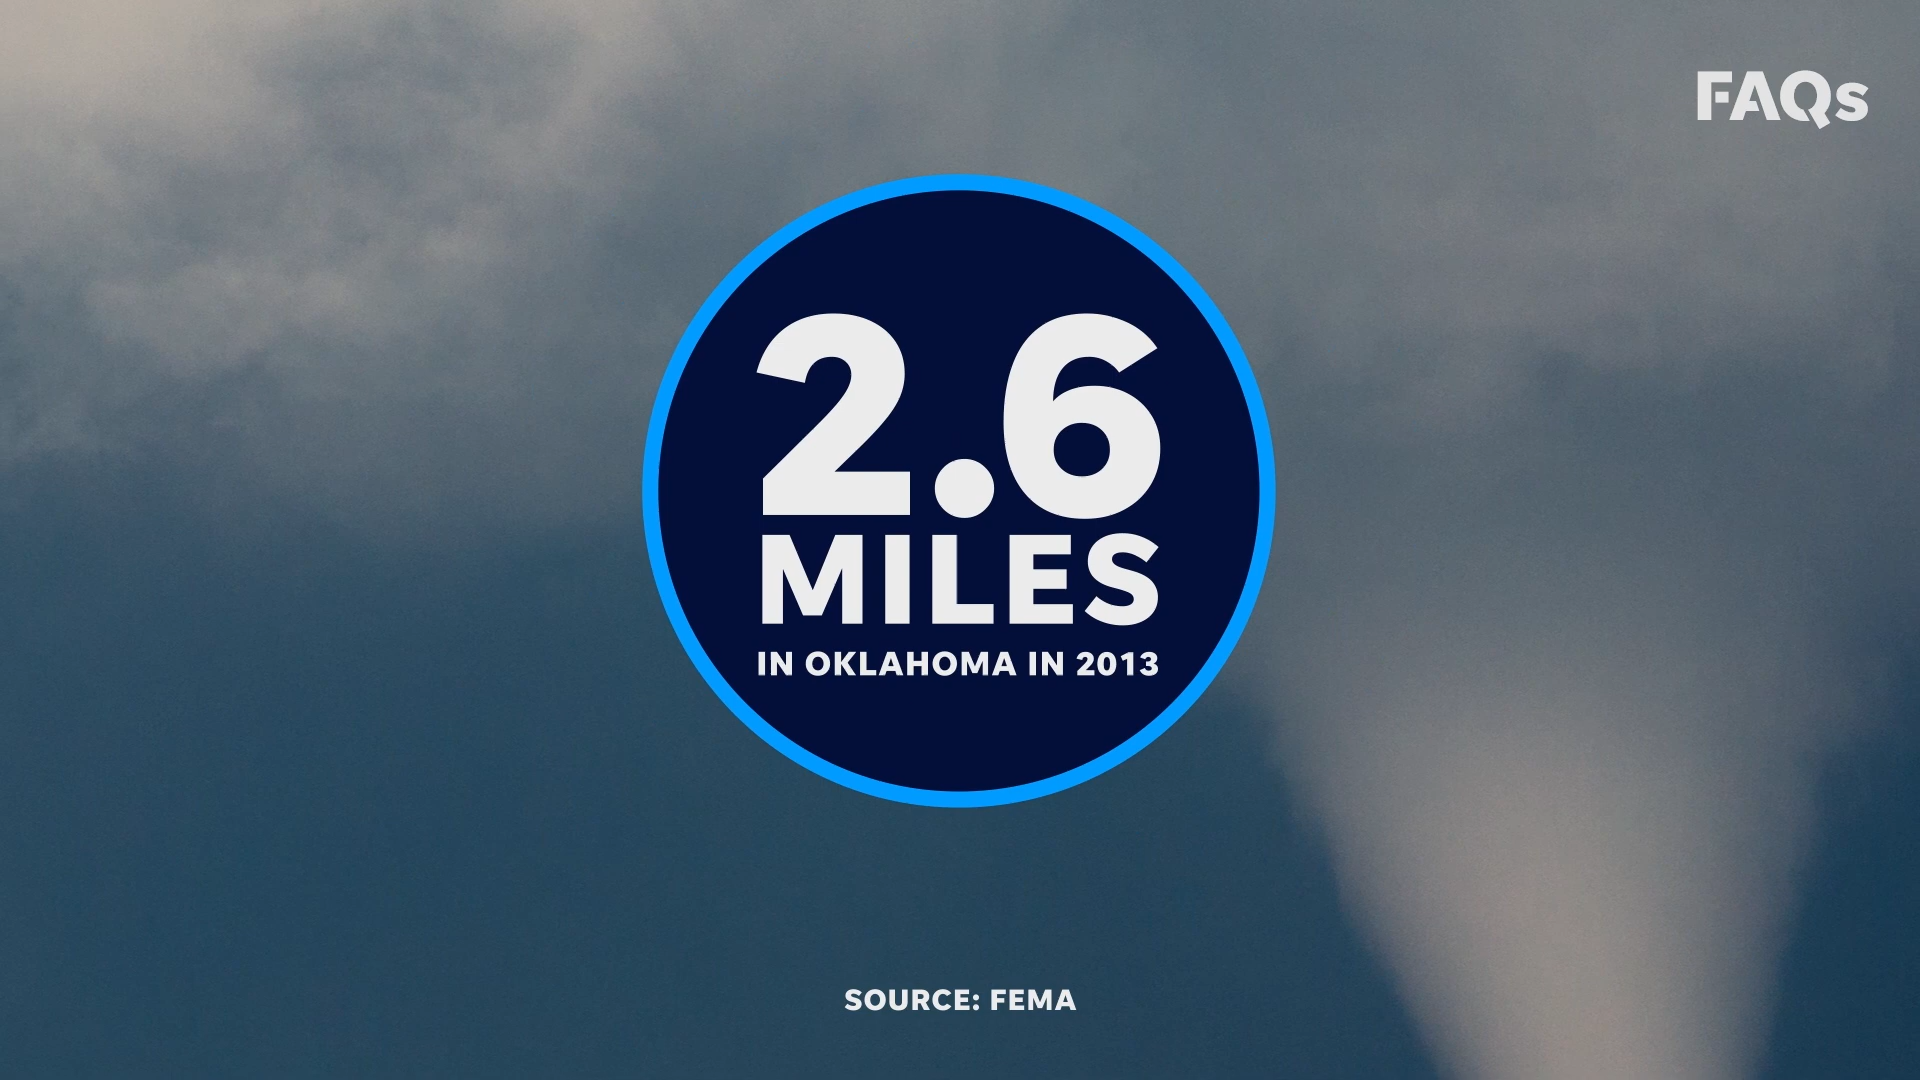 FAQs
2.6
MILES
IN OKLAHOMA IN 2013
SOURCE: FEMA